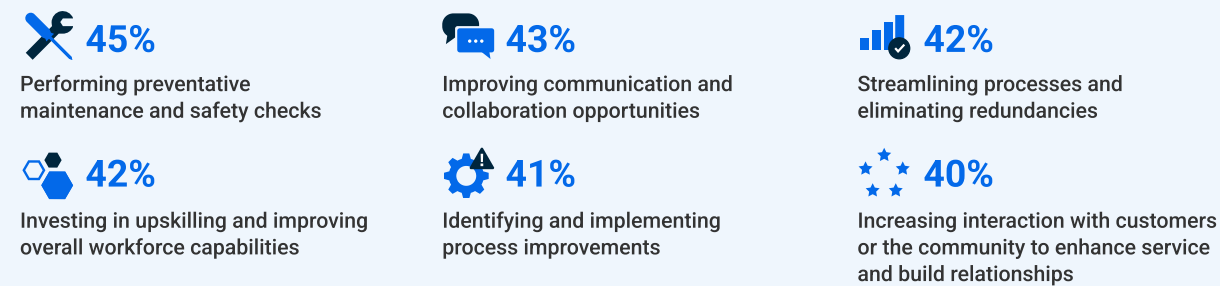 45%
Performing preventative
maintenance and safety checks
43%
Improving communication and
collaboration opportunities
42%
Streamlining processes and
eliminating redundancies
42%
Investing in upskilling and improving
overall workforce capabilities
41%
Identifying and implementing
process improvements
40%
Increasing interaction with customers
or the community to enhance service
and build relationships